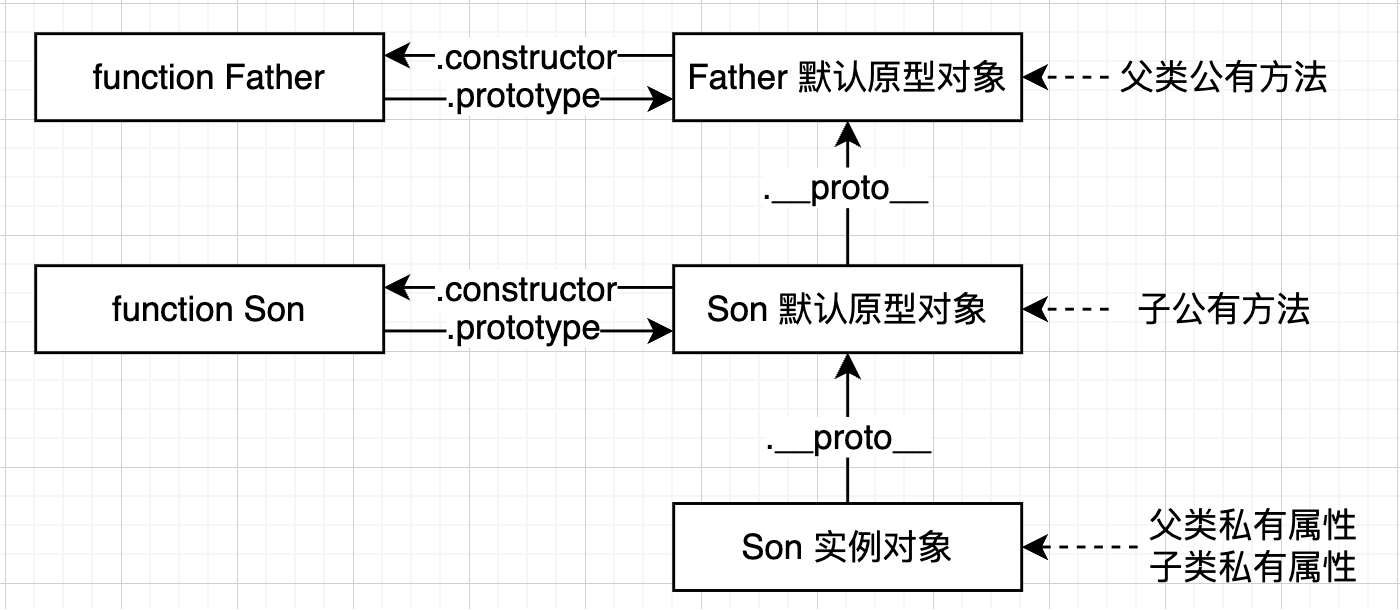 function Father
.constructor
.prototype
Father 默认原型对象
父类公有方法
.__proto__
function Son
.constructor
.prototype
Son 默认原型对象
子公有方法
.__proto__
Son 实例对象
父类私有属性
子类私有属性